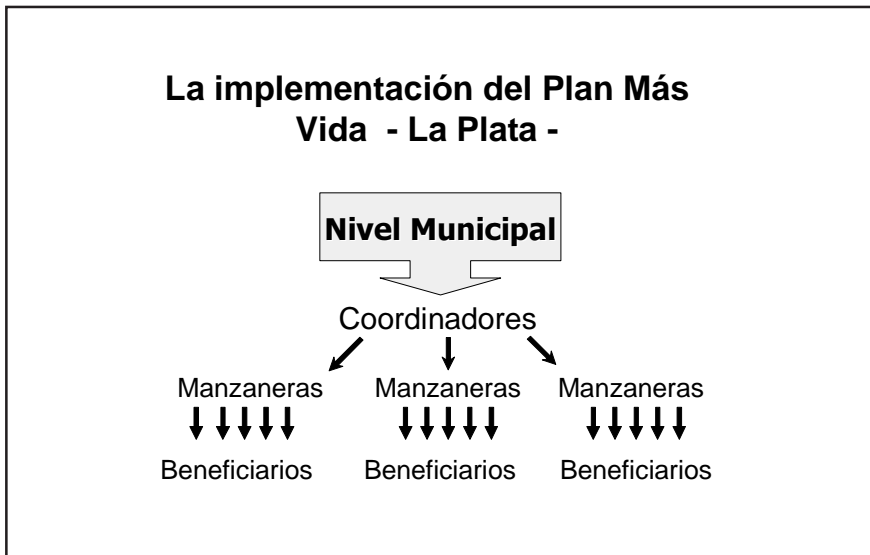 La implementación del Plan Más
Vida - La Plata -
Nivel Municipal
Coordinadores
Manzaneras Manzaneras Manzaneras
Beneficiarios Beneficiarios Beneficiarios